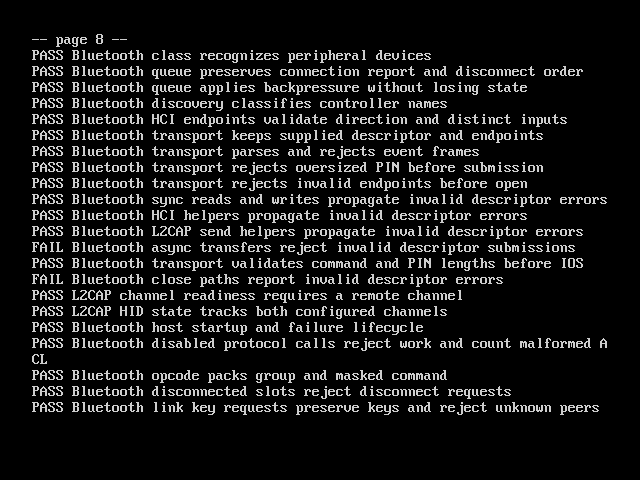 -- page 8 --
PASS Bluetooth class recognizes peripheral devices
PASS Bluetooth queue preserves connection report and disconnect order
PASS Bluetooth queue applies backpressure without losing state
PASS Bluetooth discovery classifies controller names
PASS Bluetooth HCI endpoints validate direction and distinct inputs
PASS Bluetooth transport keeps supplied descriptor and endpoints
PASS Bluetooth transport parses and rejects event frames
PASS Bluetooth transport rejects oversized PIN before submission
PASS Bluetooth transport rejects invalid endpoints before open
PASS Bluetooth sync reads and writes propagate invalid descriptor errors
PASS Bluetooth HCI helpers propagate invalid descriptor errors
PASS Bluetooth L2CAP send helpers propagate invalid descriptor errors
FAIL Bluetooth async transfers reject invalid descriptor submissions
PASS Bluetooth transport validates command and PIN lengths before IOS
FAIL Bluetooth close paths report invalid descriptor errors
PASS L2CAP channel readiness requires a remote channel
PASS L2CAP HID state tracks both configured channels
PASS Bluetooth host startup and failure lifecycle
PASS Bluetooth disabled protocol calls reject work and count malformed A
CL
PASS Bluetooth opcode packs group and masked command
PASS Bluetooth disconnected slots reject disconnect requests
PASS Bluetooth link key requests preserve keys and reject unknown peers